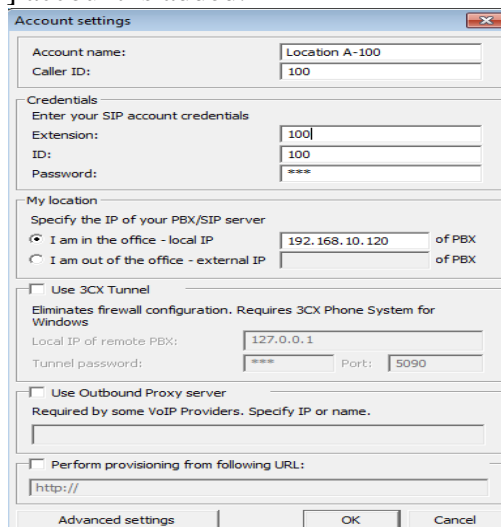 Account settings
Account name: Location A-100
Caller ID: 100
Credentials
Enter your SIP account credentials
Extension: 100
ID: 100
Password: ***
My location
Specify the IP of your PBX/SIP server
I am in the office - local IP 192.168.10.120 of PBX
I am out of the office - external IP of PBX
Use 3CX Tunnel
Eliminates firewall configuration. Requires 3CX Phone System for
Windows
Local IP of remote PBX: 127.0.0.1
Tunnel password: *** Port: 5090
Use Outbound Proxy server
Required by some VoIP Providers. Specify IP or name.
Perform provisioning from following URL:
http://
Advanced settings OK Cancel